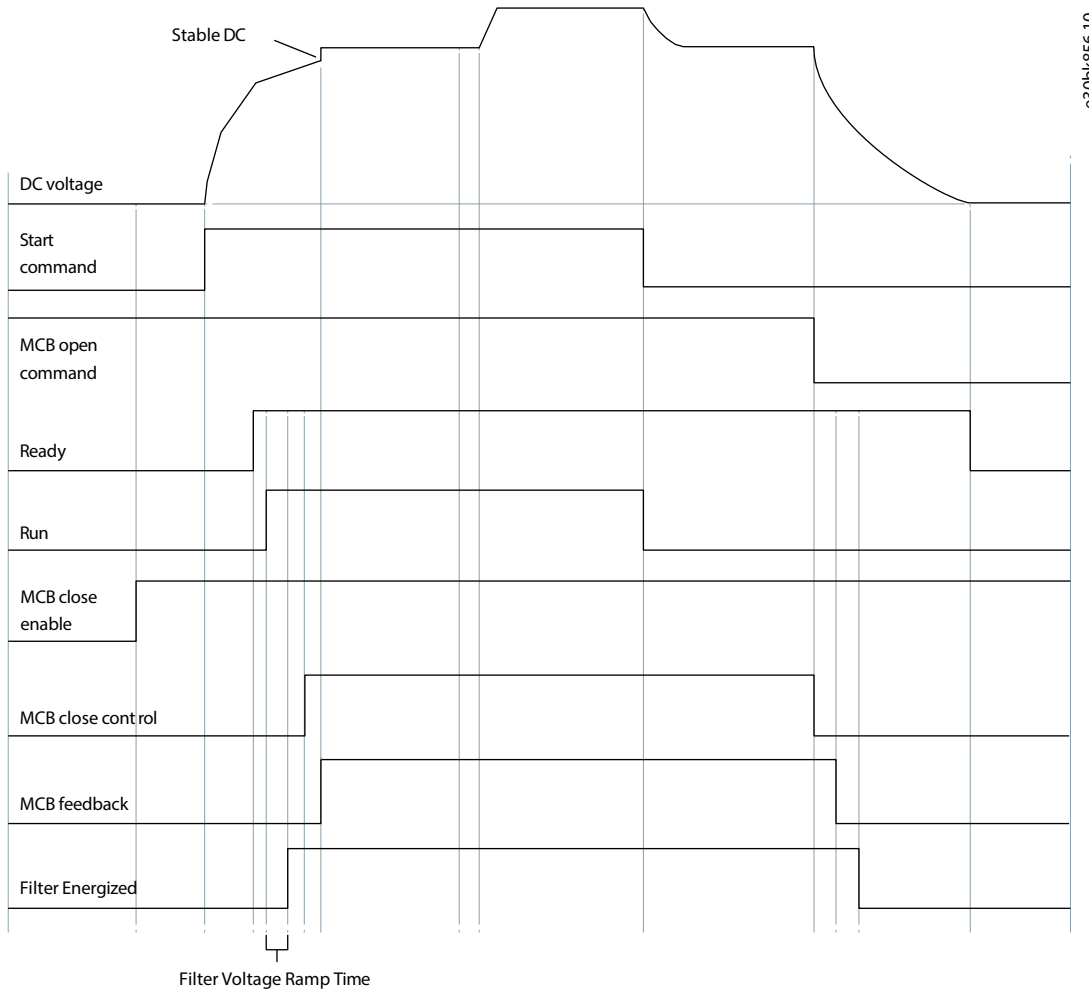 Stable DC
DC voltage
Start
command
MCB open
command
Ready
Run
MCB close
enable
MCB close control
MCB feedback
Filter Energized
Filter Voltage Ramp Time